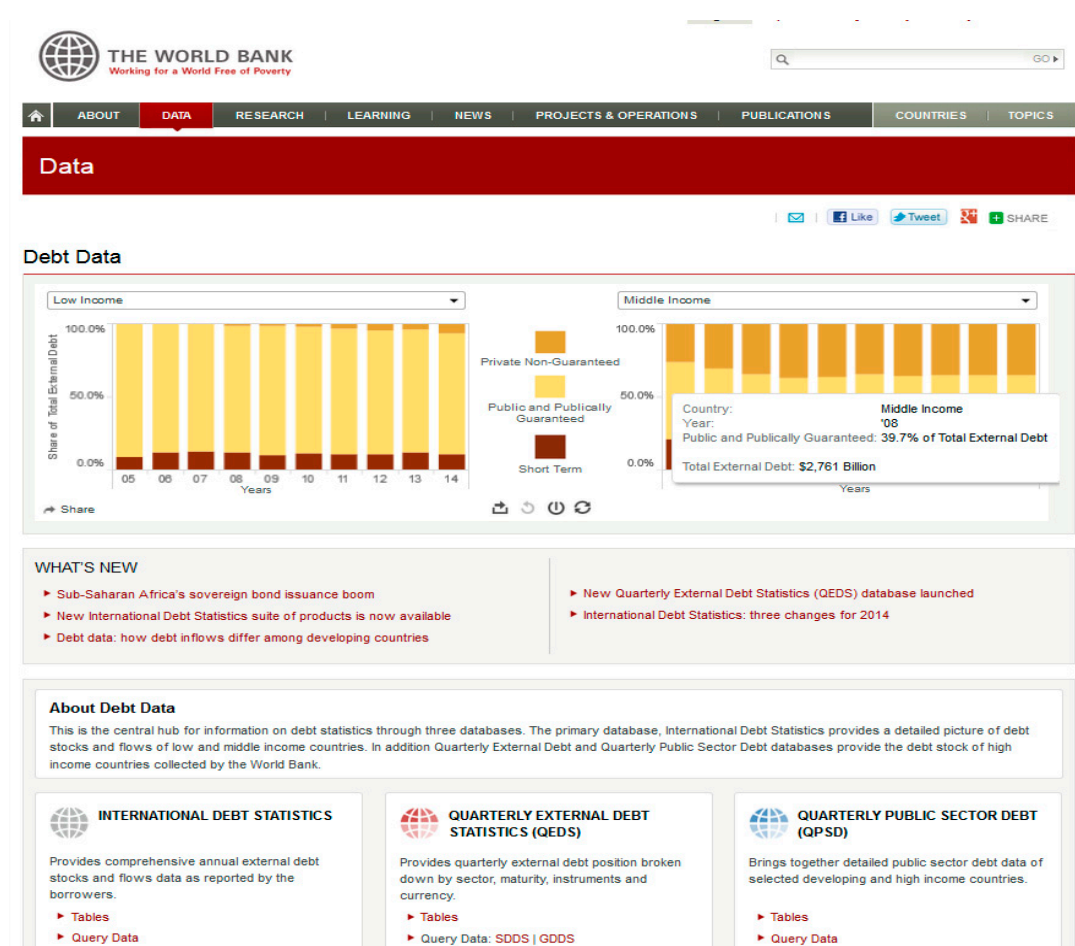 THE WORLD BANK
Working for a World Free of Poverty
GO
ABOUT DATA RESEARCH LEARNING NEWS PROJECTS & OPERATIONS PUBLICATIONS COUNTRIES TOPICS
Data
Like Tweet SHARE
Debt Data
Low Income
Middle Income
Share of Total External Debt
100.0%
50.0%
0.0%
05 06 07 08 09 10 11 12 13 14
Years
Private Non-Guaranteed
Public and Publically
Guaranteed
Short Term
100.0%
50.0%
0.0%
Country: Middle Income
Year: '08
Public and Publically Guaranteed: 39.7% of Total External Debt
Total External Debt: $2,761 Billion
Years
Share
WHAT'S NEW
Sub-Saharan Africa's sovereign bond issuance boom
New International Debt Statistics suite of products is now available
Debt data: how debt inflows differ among developing countries
New Quarterly External Debt Statistics (QEDS) database launched
International Debt Statistics: three changes for 2014
About Debt Data
This is the central hub for information on debt statistics through three databases. The primary database, International Debt Statistics provides a detailed picture of debt
stocks and flows of low and middle income countries. In addition Quarterly External Debt and Quarterly Public Sector Debt databases provide the debt stock of high
income countries collected by the World Bank.
INTERNATIONAL DEBT STATISTICS
Provides comprehensive annual external debt
stocks and flows data as reported by the
borrowers.
Tables
Query Data
QUARTERLY EXTERNAL DEBT
STATISTICS (QEDS)
Provides quarterly external debt position broken
down by sector, maturity, instruments and
currency.
Tables
Query Data: SDDS | GDDS
QUARTERLY PUBLIC SECTOR DEBT
(QPSD)
Brings together detailed public sector debt data of
selected developing and high income countries.
Tables
Query Data